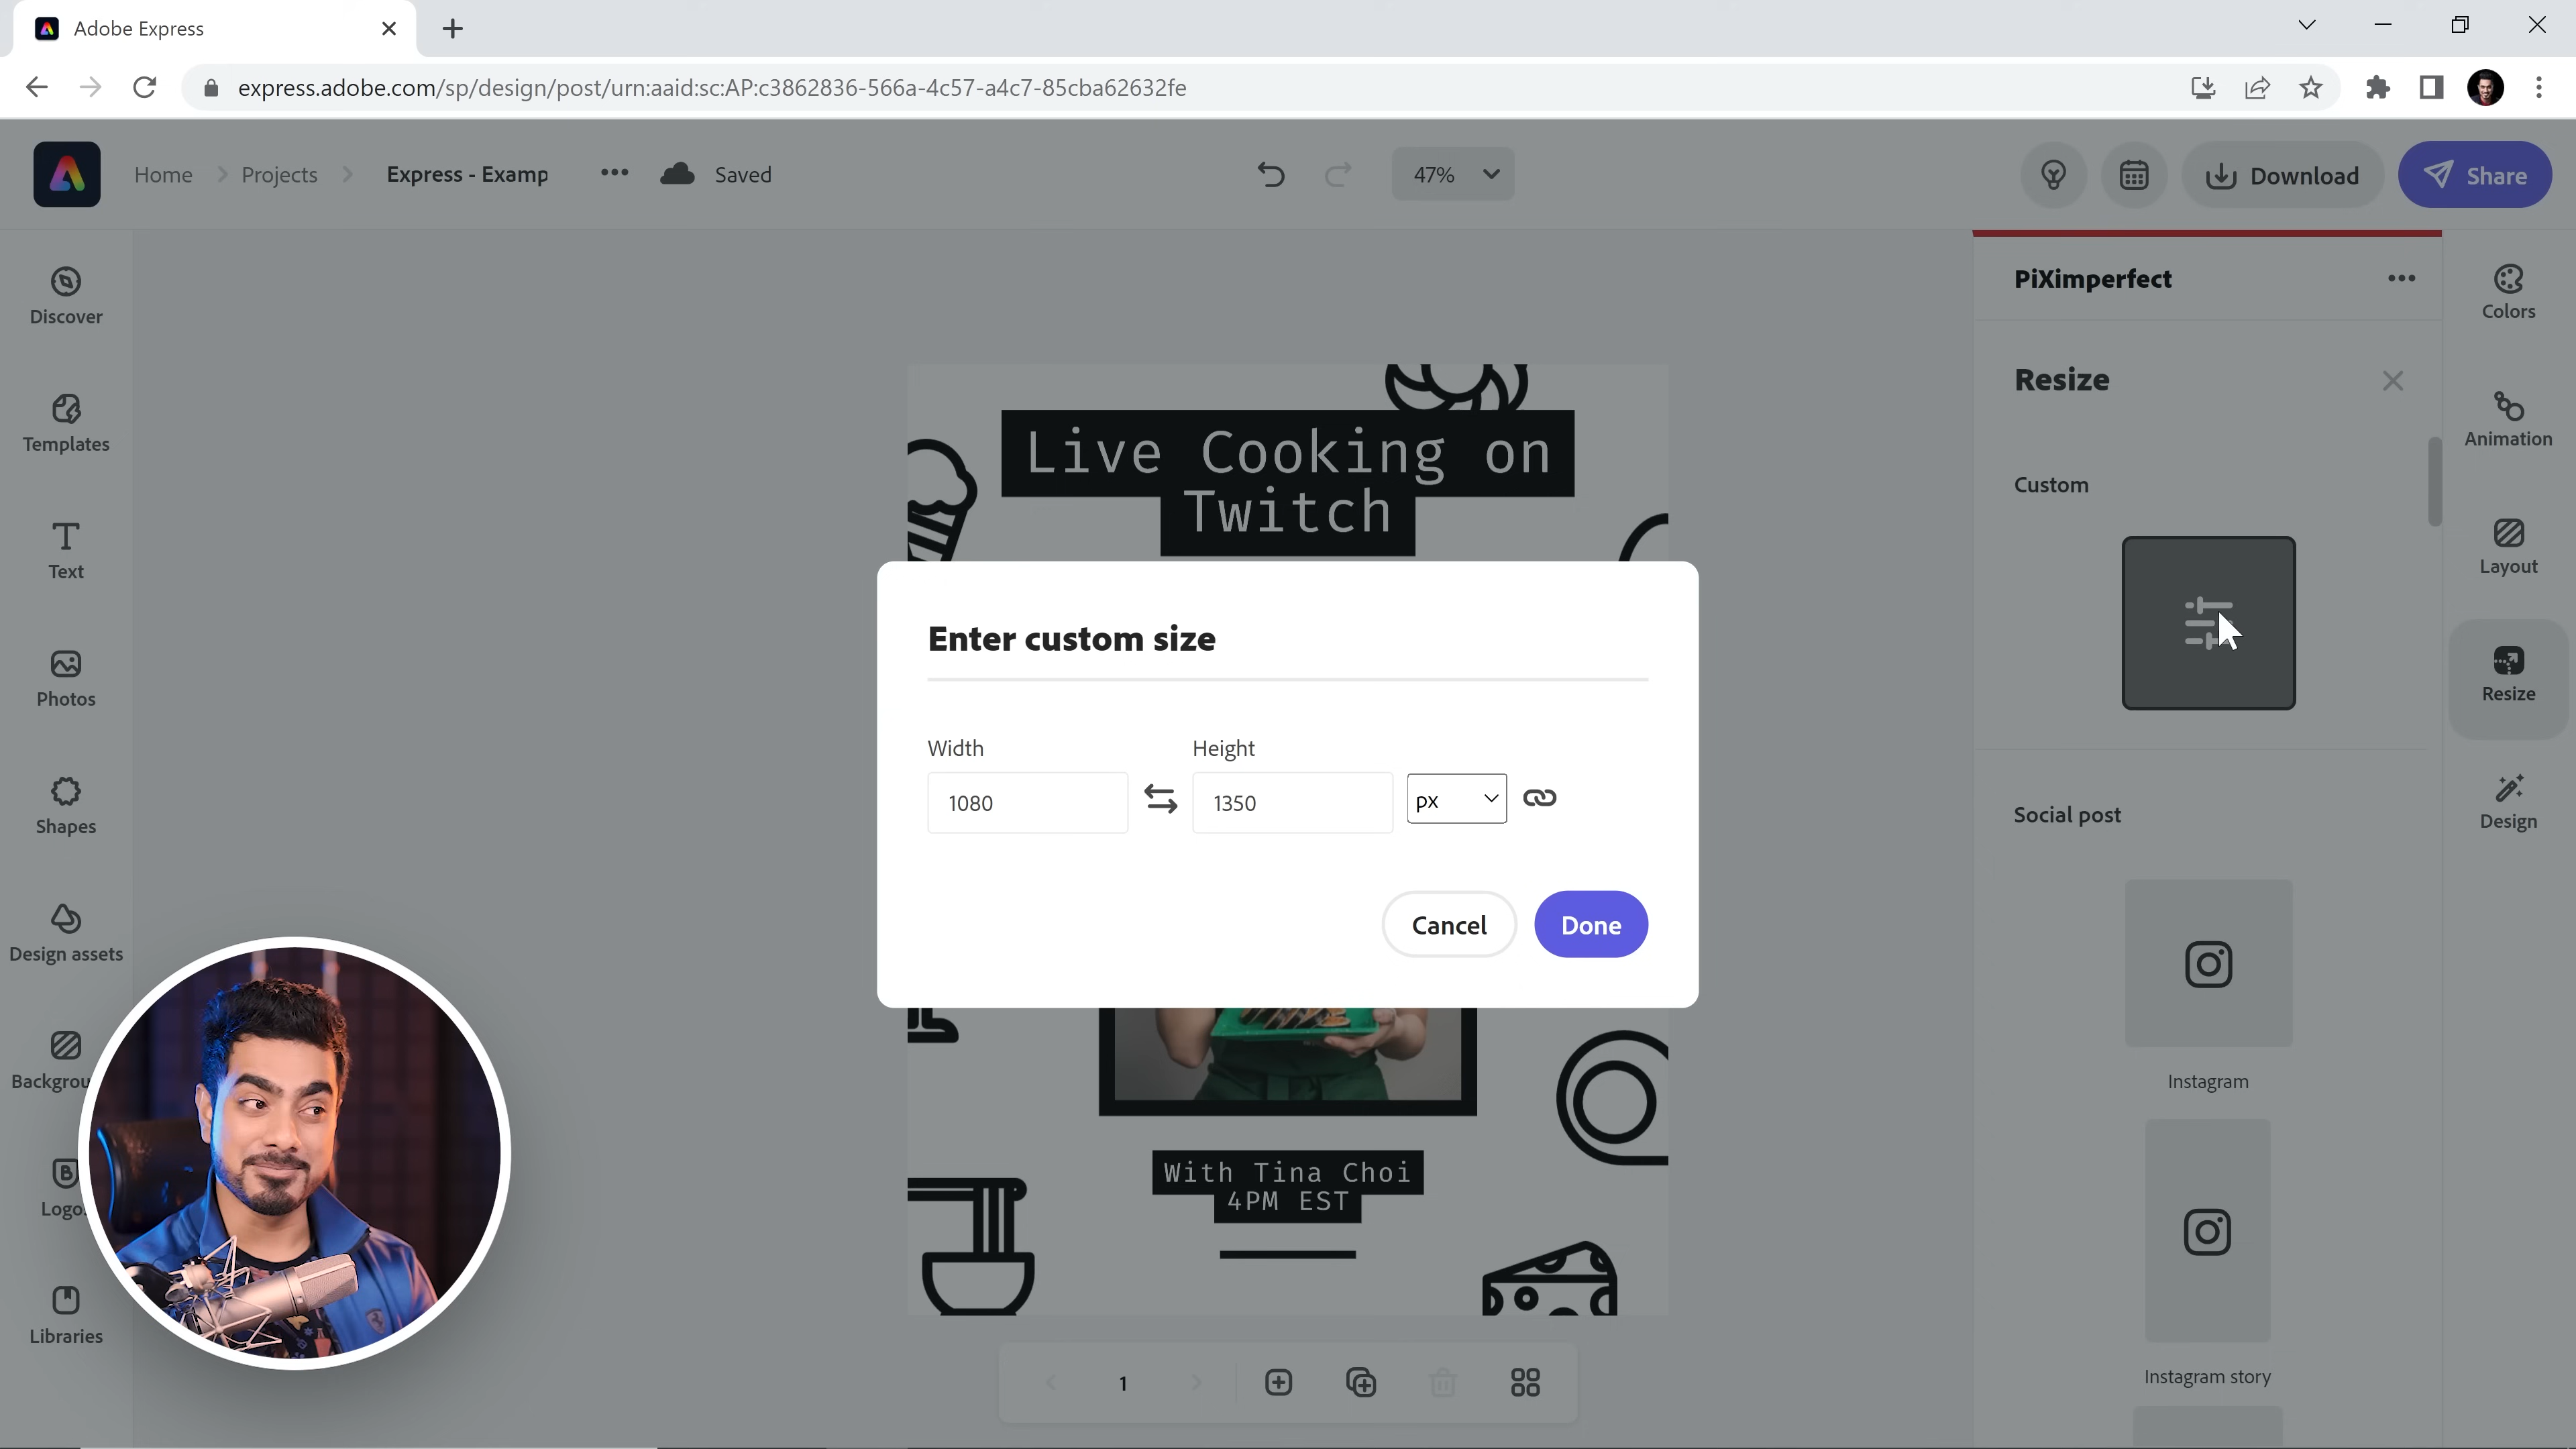 Adobe Express
express.adobe.com/sp/design/post/urn:aaid:sc:AP:c3862836-566a-4c57-a4c7-85cba62632fe
Home
Projects
Express - Examp
Saved
47%
Download
Share
Discover
Templates
Text
Photos
Shapes
Design assets
Backgrou
Logos
Libraries
Live Cooking on
Twitch
Enter custom size
Width
Height
1080
1350
px
Cancel
Done
With Tina Choi
4PM EST
1
PiXimperfect
Resize
Custom
Social post
Instagram
Instagram story
Colors
Animation
Layout
Resize
Design